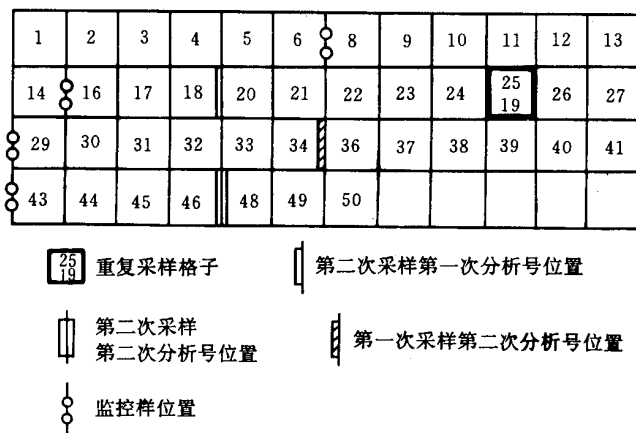 1 2 3 4 5 6 8 9 10 11 12 13
14 16 17 18 20 21 22 23 24 25 26 27
19
29 30 31 32 33 34 36 37 38 39 40 41
43 44 45 46 48 49 50
25
19
重复采样格子
第二次采样第一次分析号位置
第二次采样
第二次分析号位置
第一次采样第二次分析号位置
监控样位置